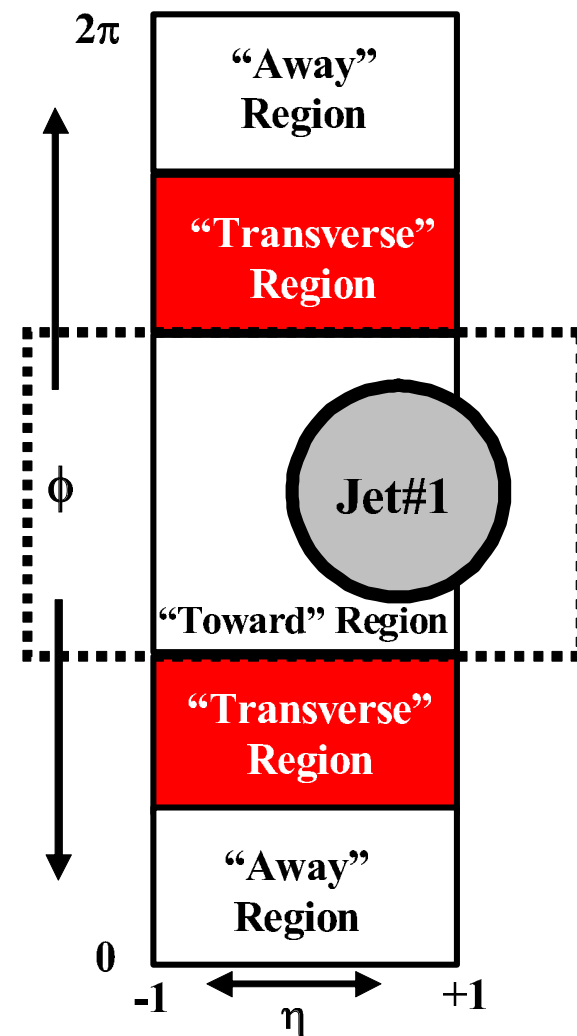 2π
“Away”
Region
“Transverse”
Region
ϕ
Jet#1
“Toward” Region
“Transverse”
Region
“Away”
Region
0
-1
η
+1